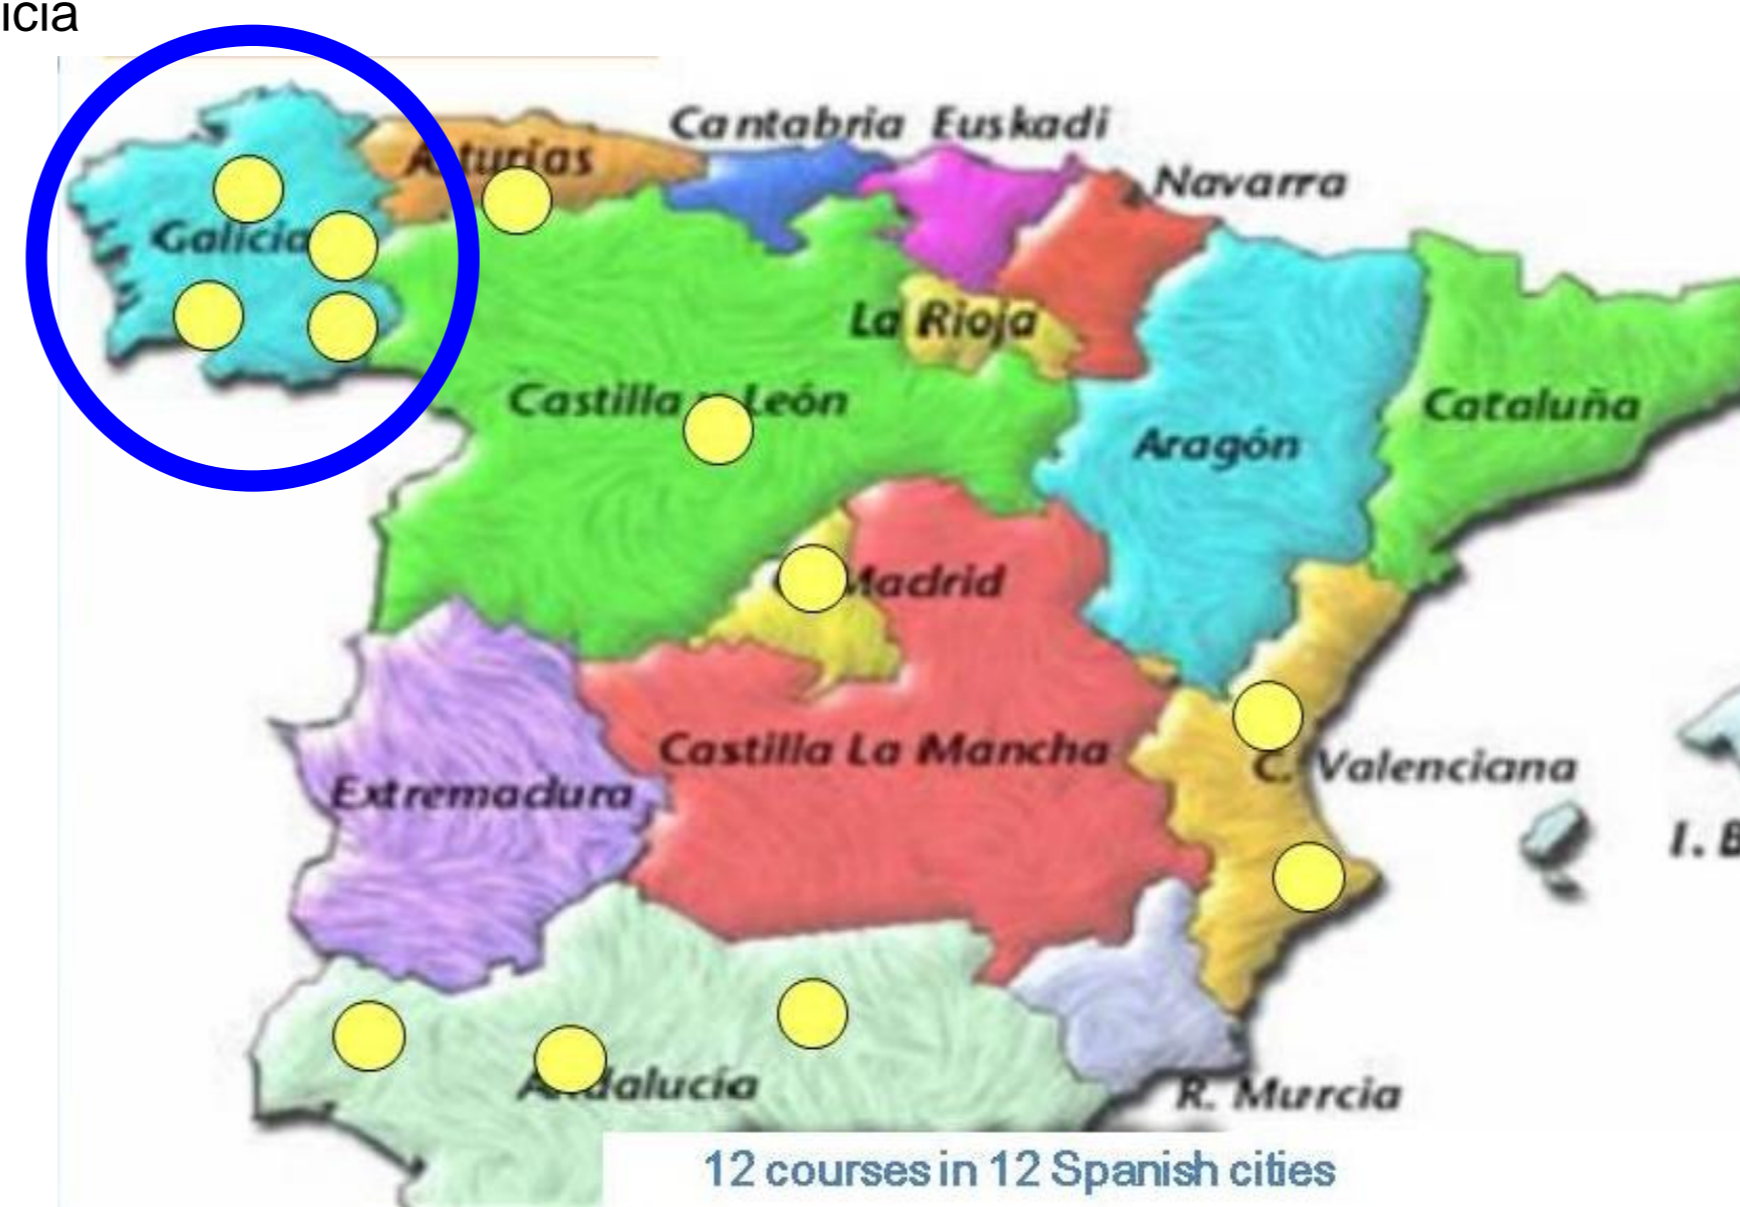 icia
Cantabria Euskadi
Asturias
Navarra
Galicia
La Rioja
Castilla y León
Cataluña
Aragón
Madrid
Castilla La Mancha
C. Valenciana
Extremadura
I. B
Andalucía
R. Murcia
12 courses in 12 Spanish cities